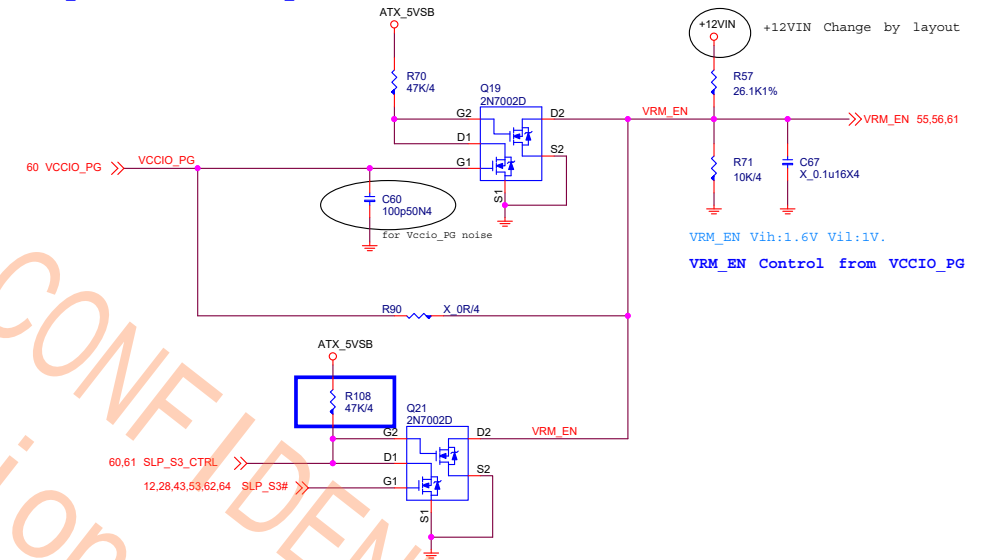 ATX_5VSB
+12VIN
+12VIN Change by layout
R70
47K/4
Q19
2N7002D
R57
26.1K1%
G2
D2
VRM_EN
VRM_EN 55,56,61
D1
S2
60 VCCIO_PG
VCCIO_PG
G1
R71
10K/4
C67
X_0.1u16X4
S1
C60
100p50N4
for Vccio_PG noise
VRM_EN Vih:1.6V Vil:1V.
VRM_EN Control from VCCIO_PG
R90
X_0R/4
ATX_5VSB
R108
47K/4
Q21
2N7002D
G2
D2
VRM_EN
60,61 SLP_S3_CTRL
D1
S2
12,28,43,53,62,64 SLP_S3#
G1
S1
CONFIDEN
ion